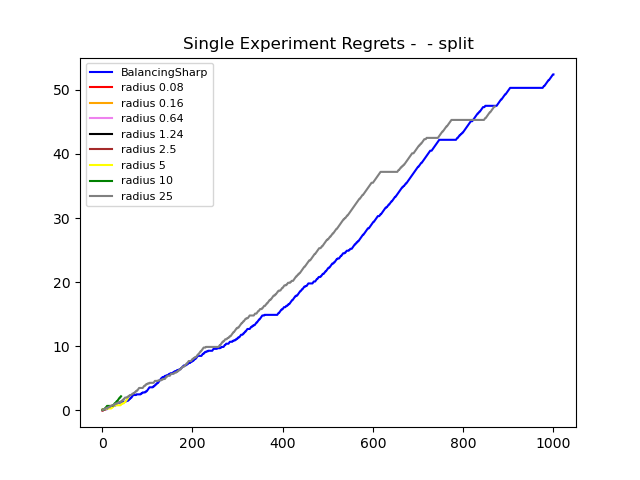 Single Experiment Regrets -  - split
BalancingSharp
radius 0.08
radius 0.16
radius 0.64
radius 1.24
radius 2.5
radius 5
radius 10
radius 25
50
40
30
20
10
0
0 200 400 600 800 1000